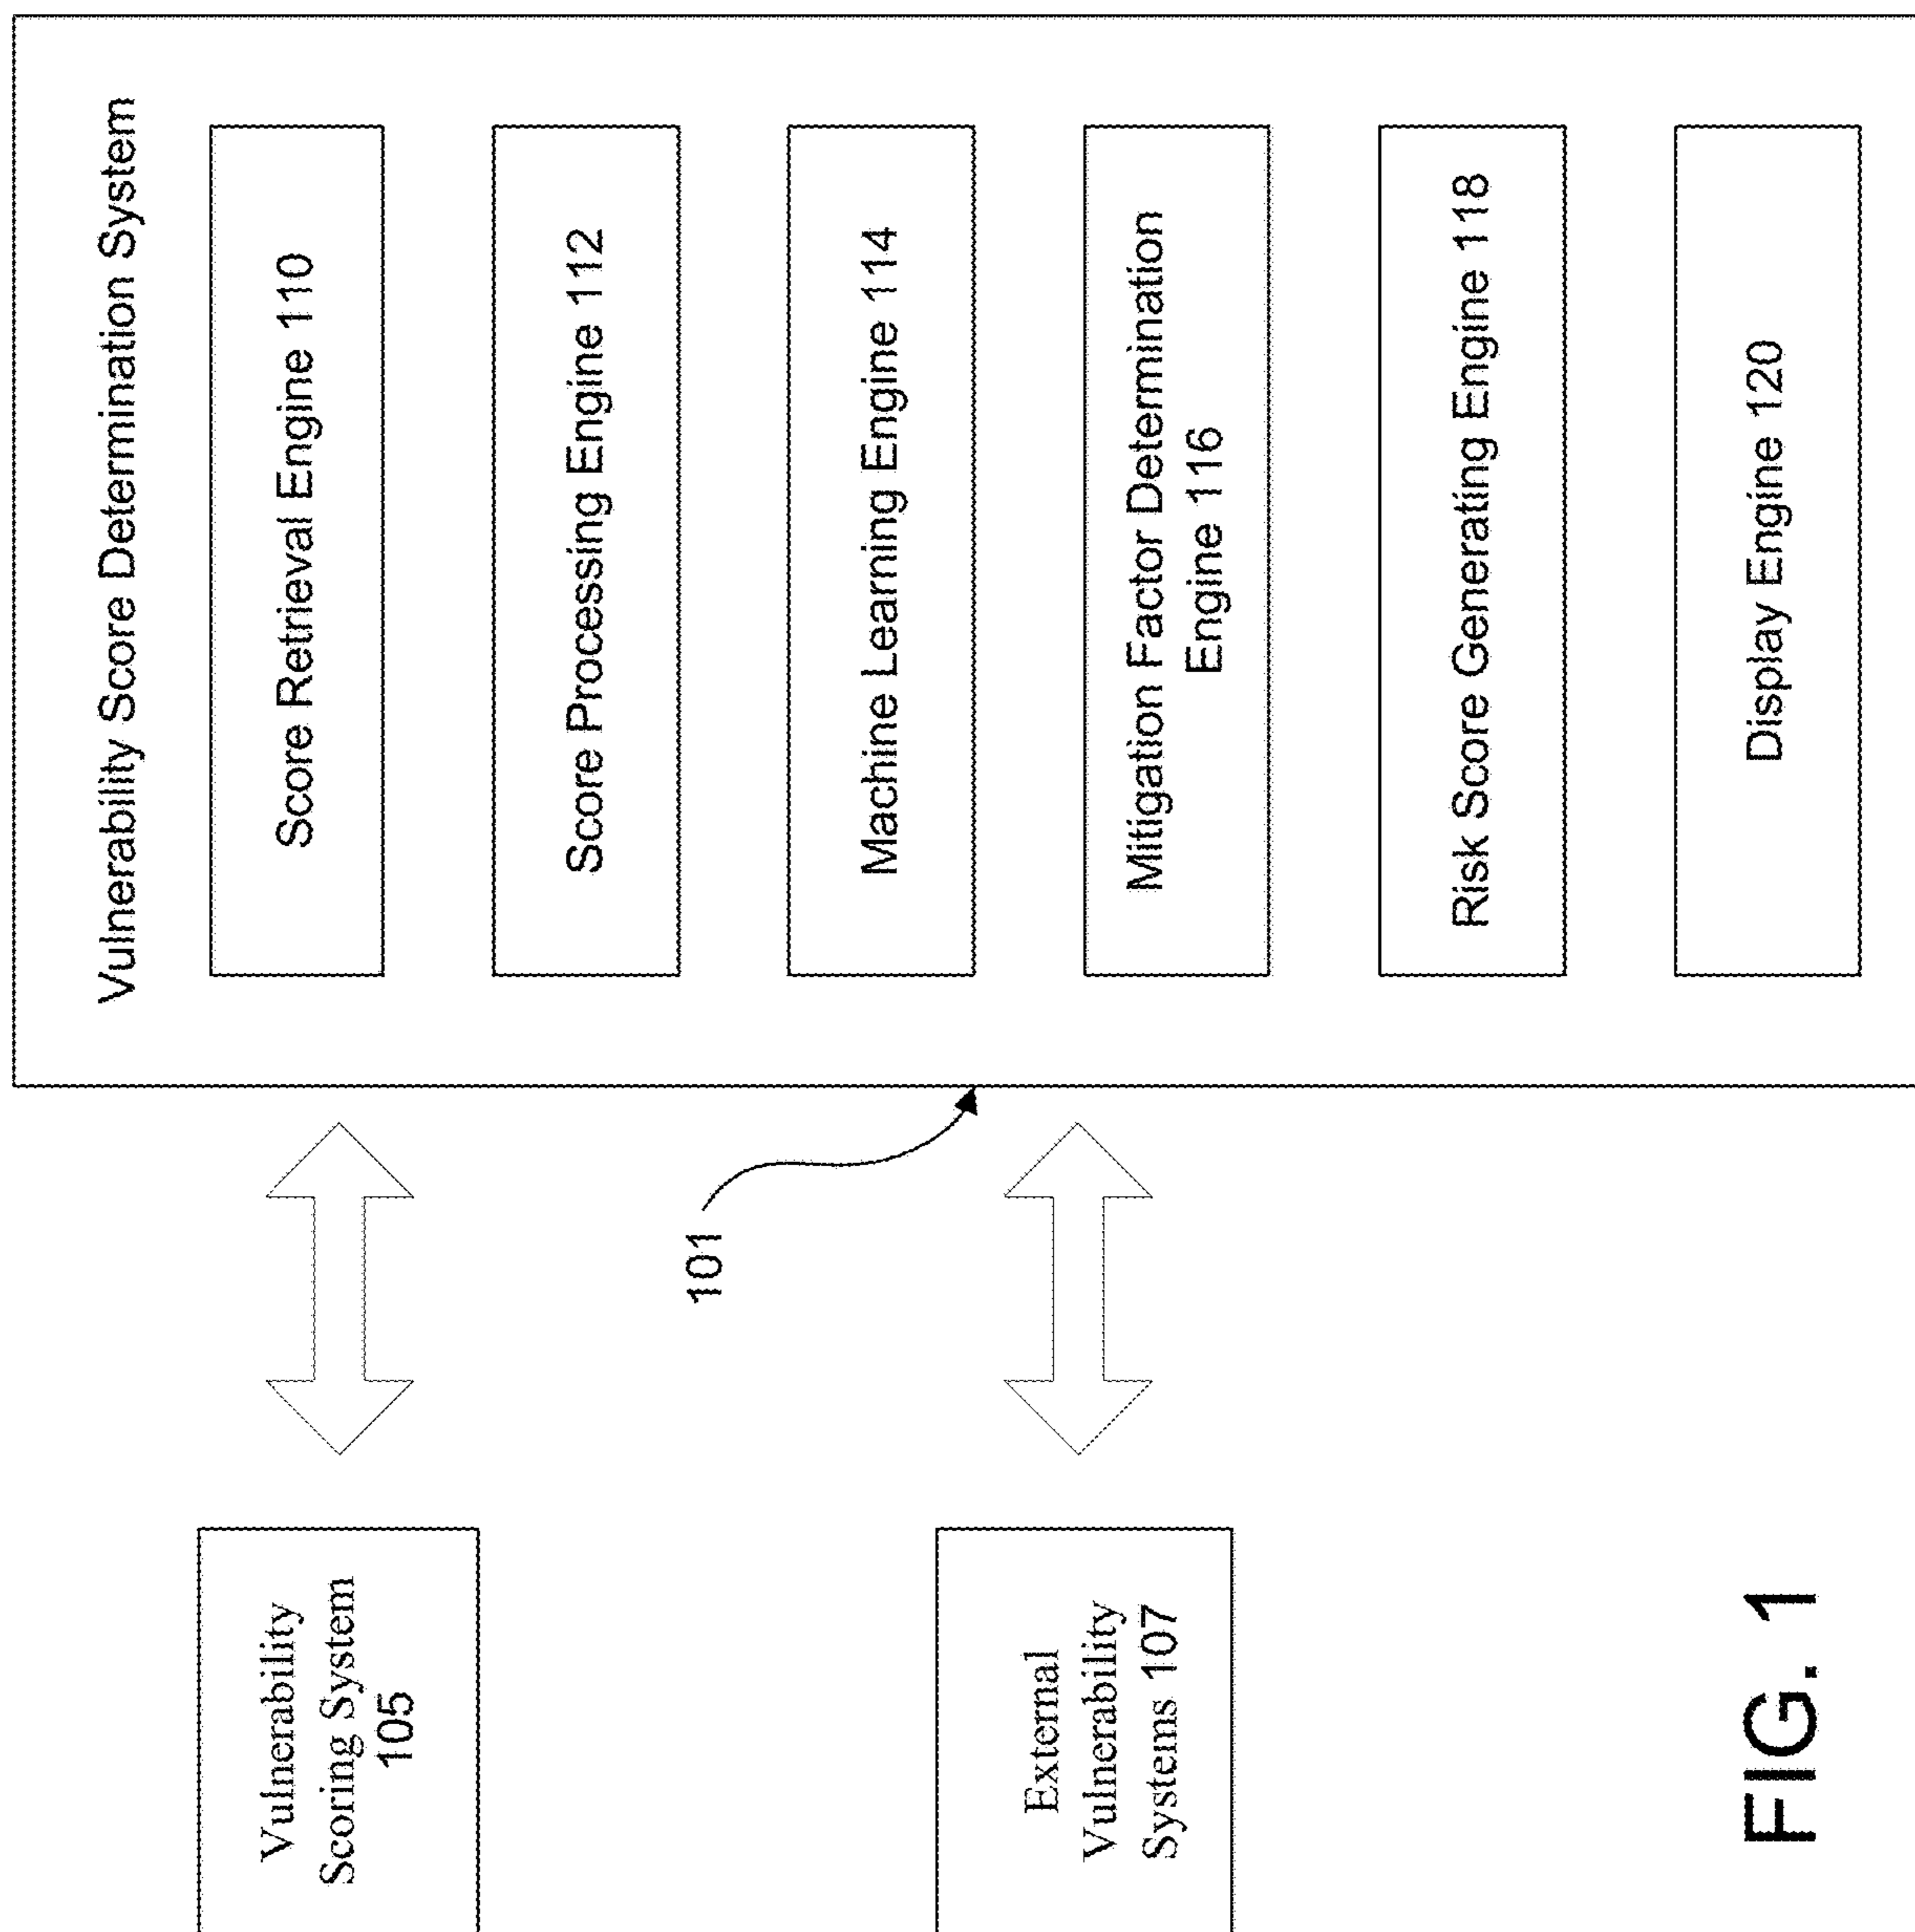 Vulnerability Score Determination System
Score Retrieval Engine 110
Score Processing Engine 112
Machine Learning Engine 114
Mitigation Factor Determination
Engine 116
Risk Score Generating Engine 118
Display Engine 120
101
Vulnerability
Scoring System
105
External
Vulnerability
Systems 107
FIG. 1